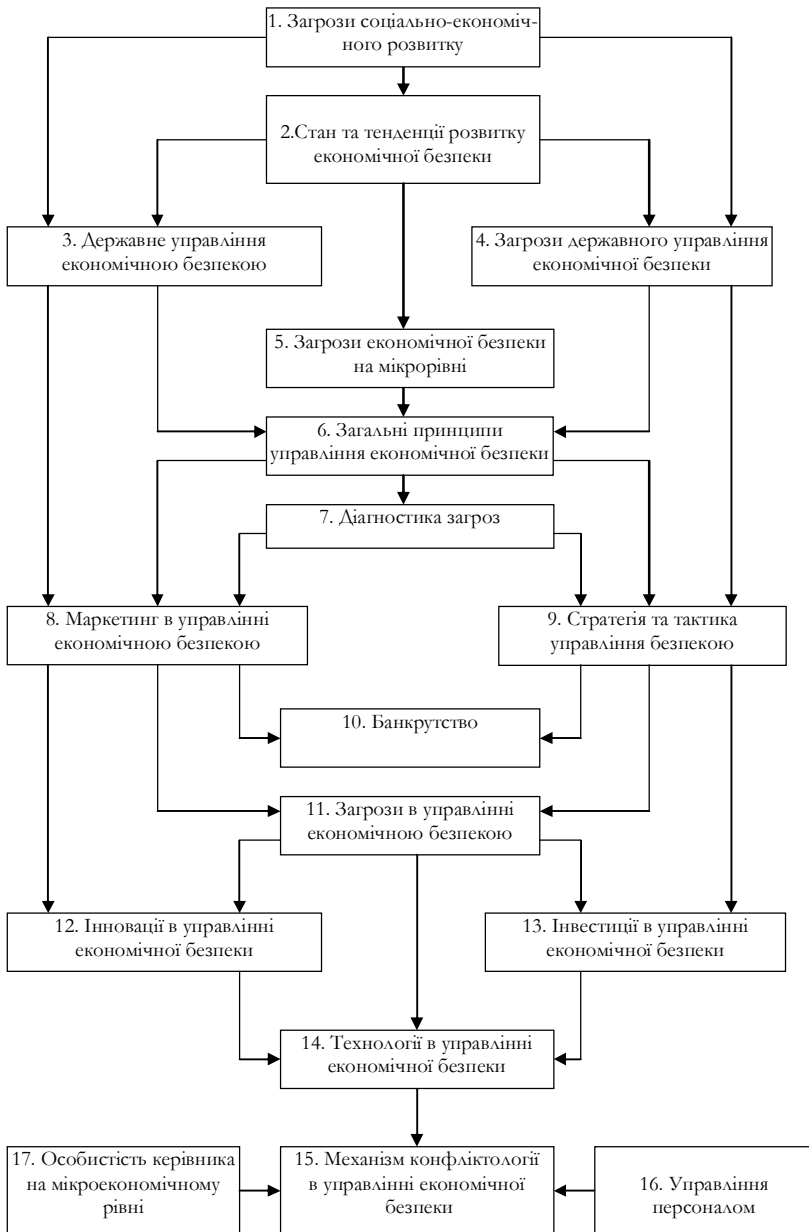 1. Загрози соціально-економіч-
ного розвитку
2.Стан та тенденції розвитку
економічної безпеки
3. Державне управління
економічною безпекою
4. Загрози державного управління
економічної безпеки
5. Загрози економічної безпеки
на мікрорівні
6. Загальні принципи
управління економічної безпеки
7. Діагностика загроз
8. Маркетинг в управлінні
економічною безпекою
9. Стратегія та тактика
управління безпекою
10. Банкрутство
11. Загрози в управлінні
економічною безпекою
12. Інновації в управлінні
економічної безпеки
13. Інвестиції в управлінні
економічної безпеки
14. Технології в управлінні
економічної безпеки
17. Особистість керівника
на мікроекономічному
рівні
15. Механізм конфліктології
в управлінні економічної
безпеки
16. Управління
персоналом